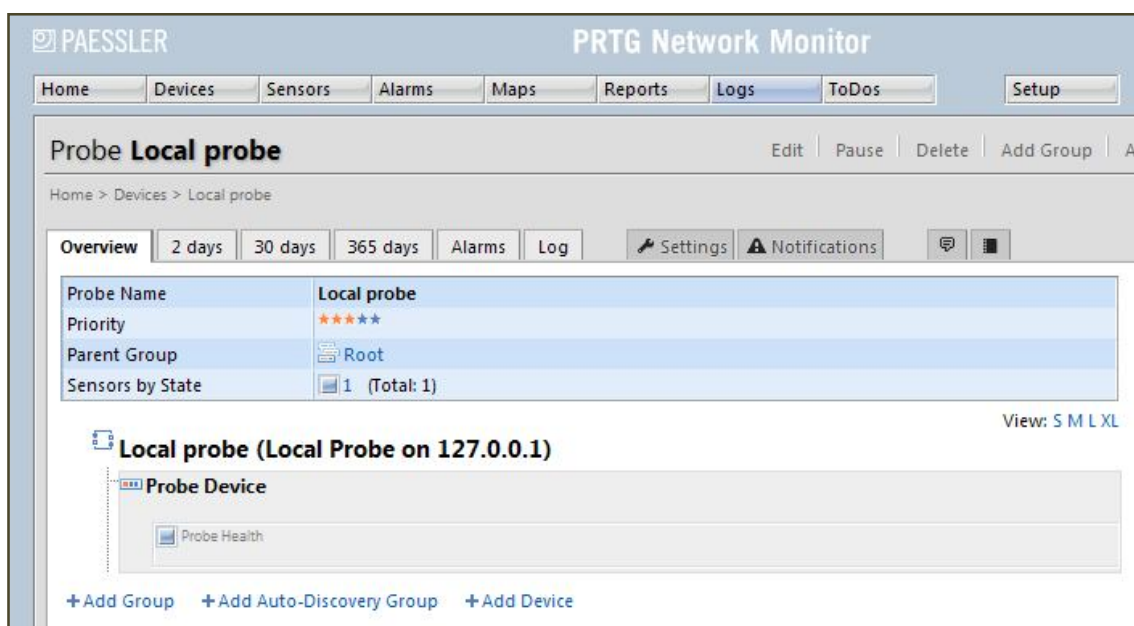 PAESSLER PRTG Network Monitor
Home Devices Sensors Alarms Maps Reports Logs ToDos Setup
Probe Local probe Edit Pause Delete Add Group A
Home > Devices > Local probe
Overview 2 days 30 days 365 days Alarms Log Settings Notifications
Probe Name Local probe
Priority
Parent Group Root
Sensors by State 1 (Total: 1)
View: S M L XL
Local probe (Local Probe on 127.0.0.1)
Probe Device
Probe Health
+Add Group +Add Auto-Discovery Group +Add Device